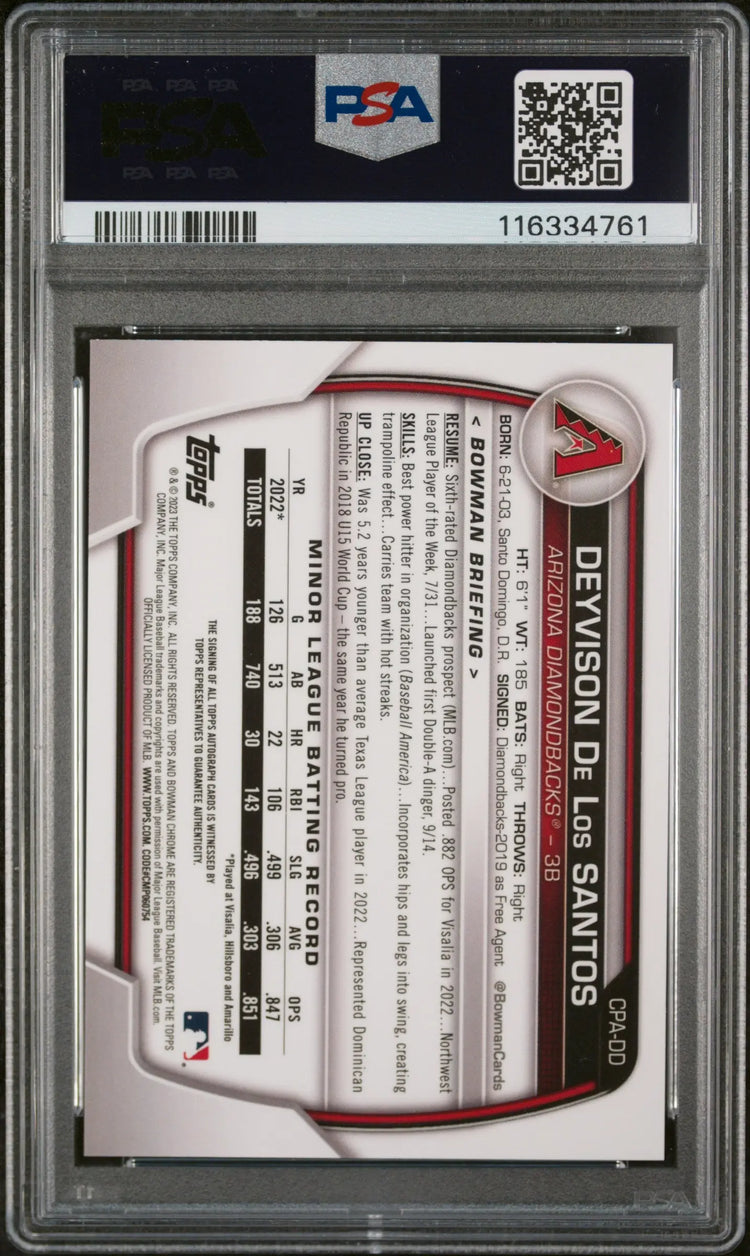 PSA PSA PSA
PSA
PSA PSA PSA
PSA
116334761
CPA-DD
DEYVISON DE LOS SANTOS
ARIZONA DIAMONDBACKS® – 3B
HT: 6'1" WT: 185 BATS: Right THROWS: Right
BORN: 6-21-03, Santo Domingo, D.R. SIGNED: Diamondbacks-2019 as Free Agent @BowmanCards
< BOWMAN BRIEFING >
RESUME: Sixth-rated Diamondbacks prospect (MLB.com)...Posted .882 OPS for Visalia in 2022...Northwest
League Player of the Week, 7/31...Launched first Double-A dinger, 9/14.
SKILLS: Best power hitter in organization (Baseball America)...Incorporates hips and legs into swing, creating
trampoline effect...Carries team with hot streaks.
UP CLOSE: Was 5.2 years younger than average Texas League player in 2022...Represented Dominican
Republic in 2018 U15 World Cup – the same year he turned pro.
MINOR LEAGUE BATTING RECORD
YR G AB HR RBI SLG AVG OPS
2022* 126 513 22 106 .499 .306 .847
TOTALS 188 740 30 143 .496 .303 .851
*Played at Visalia, Hillsboro and Amarillo
THE SIGNING OF ALL TOPPS AUTOGRAPH CARDS IS WITNESSED BY
TOPPS REPRESENTATIVES TO GUARANTEE AUTHENTICITY.
topps®
® & © 2023 THE TOPPS COMPANY, INC. ALL RIGHTS RESERVED. TOPPS AND BOWMAN CHROME ARE REGISTERED TRADEMARKS OF THE TOPPS
COMPANY, INC. Major League Baseball trademarks and copyrights are used with permission of Major League Baseball. Visit MLB.com.
OFFICIALLY LICENSED PRODUCT OF MLB. WWW.TOPPS.COM. CODE#CMP060754
PSA